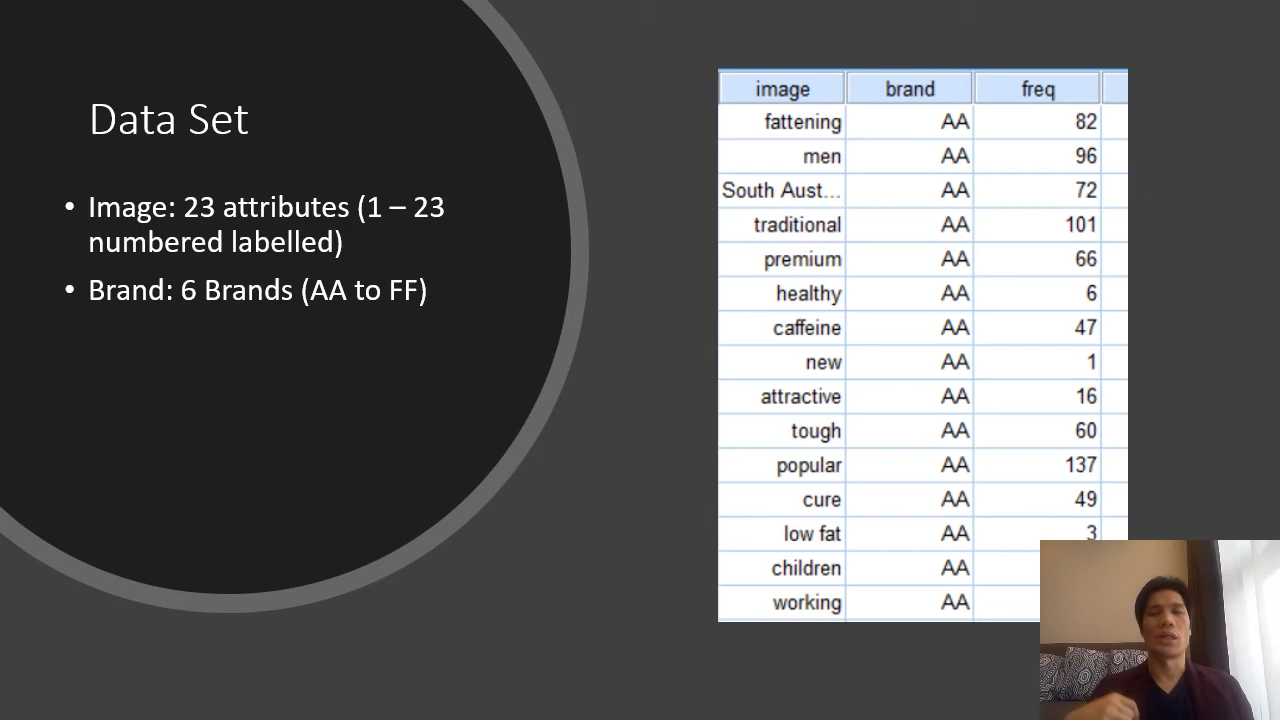 Data Set
• Image: 23 attributes (1 – 23
numbered labelled)
• Brand: 6 Brands (AA to FF)
image brand freq
fattening AA 82
men AA 96
South Aust... AA 72
traditional AA 101
premium AA 66
healthy AA 6
caffeine AA 47
new AA 1
attractive AA 16
tough AA 60
popular AA 137
cure AA 49
low fat AA 3
children AA
working AA